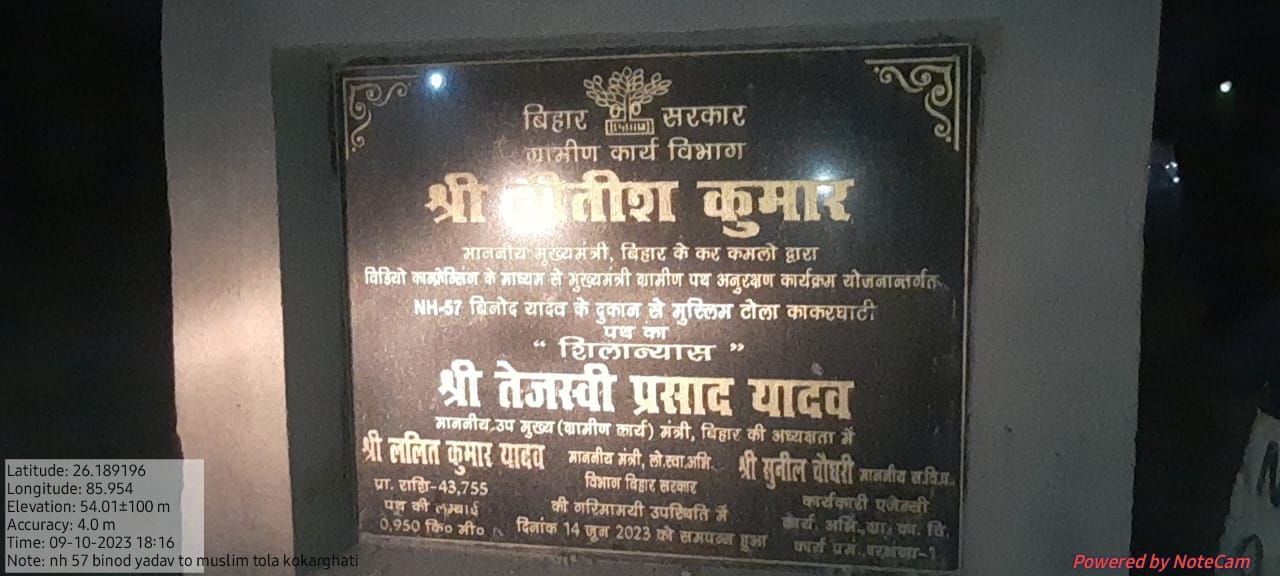 बिहार सरकार
ग्रामीण कार्य विभाग
श्री नीतीश कुमार
माननीय मुख्यमंत्री, बिहार के कर कमलो द्वारा
विडियो कान्फ्रेन्सिंग के माध्यम से मुख्यमंत्री ग्रामीण पथ अनुरक्षण कार्यक्रम योजनान्तर्गत
NH-57 बिनोद यादव के दुकान से मुस्लिम टोला काकरघाटी
पथ का
“ शिलान्यास ”
श्री तेजस्वी प्रसाद यादव
माननीय उप मुख्य (ग्रामीण कार्य) मंत्री, बिहार की अध्यक्षता में
श्री ललित कुमार यादव माननीय मंत्री, लो.स्वा.अभि. श्री सुनील चौधरी माननीय स.वि.प.
विभाग बिहार सरकार
प्रा. राशि-43,755
की गरिमामयी उपस्थिति में कार्यकारी एजेन्सी
पथ की लम्बाई
0.950 कि० मी० दिनांक 14 जून 2023 को सम्पन्न हुआ
कार्य. अभि. ग्रा. का. वि.
कार्य प्रम.
Latitude: 26.189196
Longitude: 85.954
Elevation: 54.01±100 m
Accuracy: 4.0 m
Time: 09-10-2023 18:16
Note: nh 57 binod yadav to muslim tola kokarghati
Powered by NoteCam